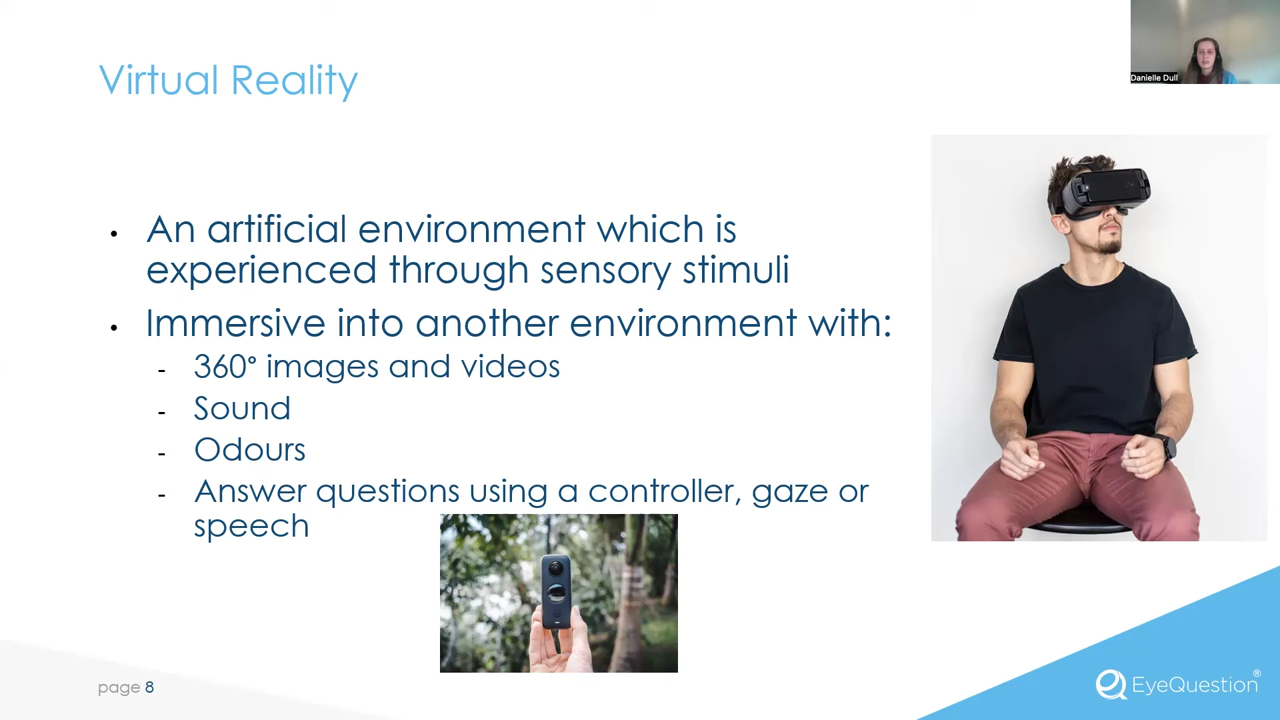 Virtual Reality
Danielle Dull
• An artificial environment which is
experienced through sensory stimuli
• Immersive into another environment with:
- 360° images and videos
- Sound
- Odours
- Answer questions using a controller, gaze or
speech
page 8
EyeQuestion®